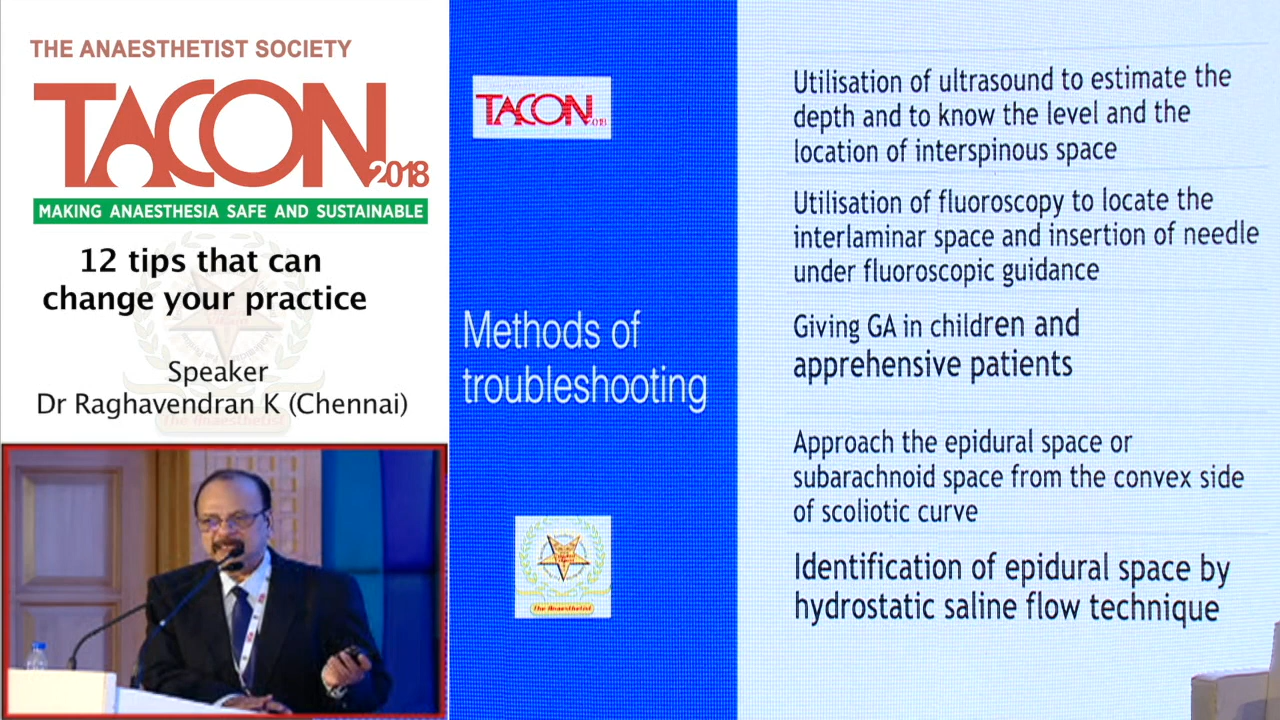 THE ANAESTHETIST SOCIETY
TACON
2018
MAKING ANAESTHESIA SAFE AND SUSTAINABLE
12 tips that can
change your practice
Speaker
Dr Raghavendran K (Chennai)
TACON
Methods of
troubleshooting
The Anaesthetist
Utilisation of ultrasound to estimate the
depth and to know the level and the
location of interspinous space
Utilisation of fluoroscopy to locate the
interlaminar space and insertion of needle
under fluoroscopic guidance
Giving GA in children and
apprehensive patients
Approach the epidural space or
subarachnoid space from the convex side
of scoliotic curve
Identification of epidural space by
hydrostatic saline flow technique